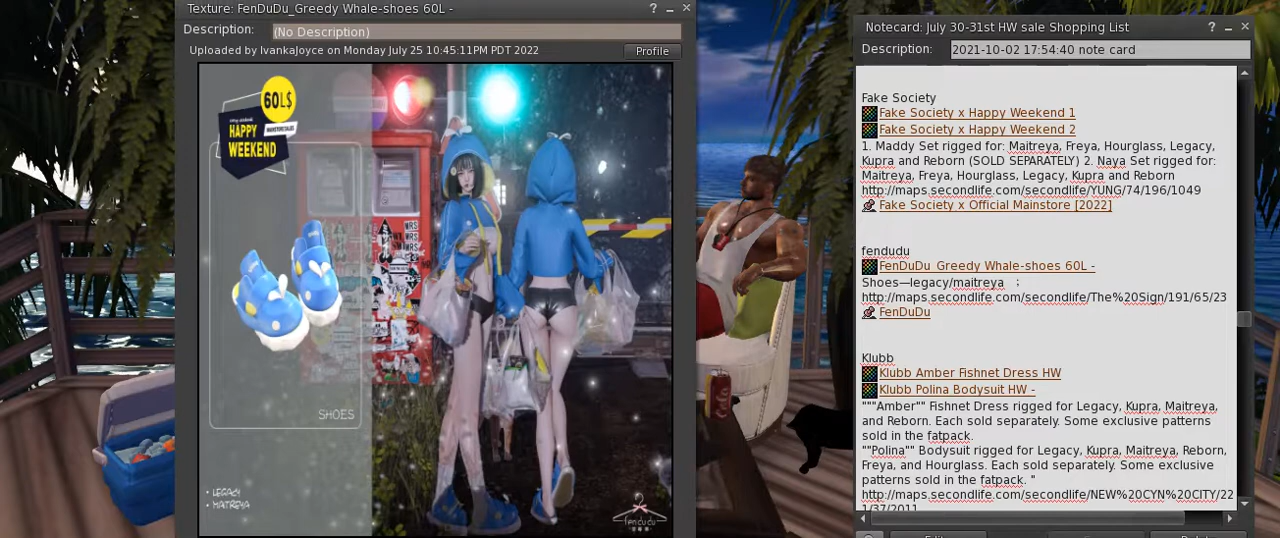 Texture: FenDuDu_Greedy Whale-shoes 60L -
Description: (No Description)
Uploaded by IvankaJoyce on Monday July 25 10:45:11PM PDT 2022
Profile
60L$
HAPPY
WEEKEND
SHOES
• LEGACY
• MAITREYA
fendudu
Notecard: July 30-31st HW sale Shopping List
Description: 2021-10-02 17:54:40 note card
Fake Society
Fake Society x Happy Weekend 1
Fake Society x Happy Weekend 2
1. Maddy Set rigged for: Maitreya, Freya, Hourglass, Legacy,
Kupra and Reborn (SOLD SEPARATELY) 2. Naya Set rigged for:
Maitreya, Freya, Hourglass, Legacy, Kupra and Reborn
http://maps.secondlife.com/secondlife/YUNG/74/196/1049
Fake Society x Official Mainstore [2022]
fendudu
FenDuDu_Greedy Whale-shoes 60L -
Shoes—legacy/maitreya ;
http://maps.secondlife.com/secondlife/The%20Sign/191/65/23
FenDuDu
Klubb
Klubb Amber Fishnet Dress HW
Klubb Polina Bodysuit HW -
"""Amber"" Fishnet Dress rigged for Legacy, Kupra, Maitreya,
and Reborn. Each sold separately. Some exclusive patterns
sold in the fatpack.
""Polina"" Bodysuit rigged for Legacy, Kupra, Maitreya, Reborn,
Freya, and Hourglass. Each sold separately. Some exclusive
patterns sold in the fatpack. "
http://maps.secondlife.com/secondlife/NEW%20CYN%20CITY/22
1/37/2011